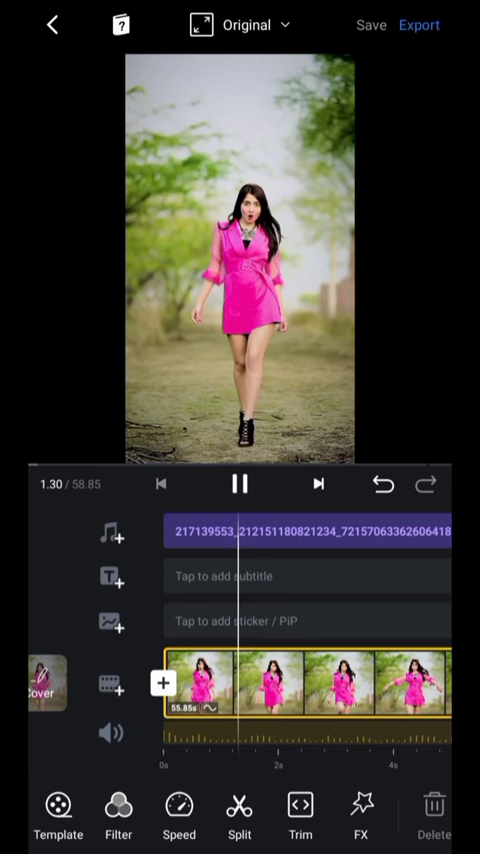 Original
Save
Export
1.30 / 58.85
217139553_212151180821234_72157063362606418
Tap to add subtitle
Tap to add sticker / PiP
Cover
55.85s
0s
2s
4s
Template
Filter
Speed
Split
Trim
FX
Delete